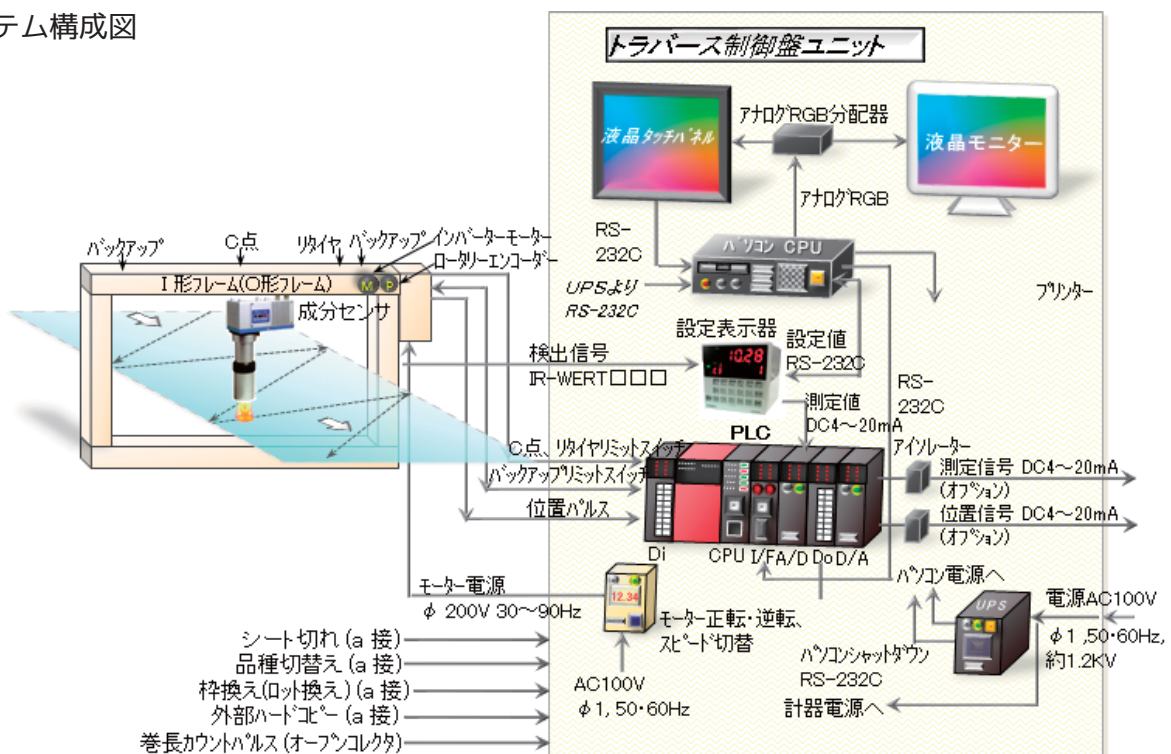 テム構成図
トラバース制御盤ユニット
液晶タッチパネル
アナログRGB分配器
液晶モニター
アナログRGB
RS-
232C
パソコン CPU
UPSより
RS-232C
プリンター
バックアップ
C点
リタイヤ
バックアップ
インバーターモーター
ロータリーエンコーダー
I 形フレーム(O形フレーム)
M
P
成分センサ
設定表示器
設定値
RS-232C
10.28
1
検出信号
IR-WERT□□□
測定値
DC4～20mA
RS-
232C
PLC
アイソレーター
C点、リタイヤリミットスイッチ
バックアップリミットスイッチ
位置パルス
測定信号 DC4～20mA
(オプション)
位置信号 DC4～20mA
(オプション)
Di
CPU
I/F
A/D
Do
D/A
モーター電源
φ 200V 30～90Hz
12.34
モーター正転・逆転、
スピード切替
パソコン電源へ
UPS
電源AC100V
φ1 ,50・60Hz,
約1.2KV
パソコンシャットダウン
RS-232C
計器電源へ
AC100V
φ1, 50・60Hz
シート切れ (a 接)
品種切替え (a 接)
枠換え(ロット換え) (a 接)
外部ハードコピー (a 接)
巻長カウントパルス (オープンコレクタ)